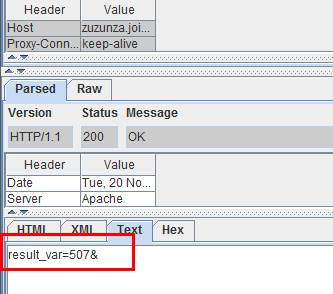 Header Value
Host zuzunza.joi...
Proxy-Conn... keep-alive
Parsed Raw
Version Status Message
HTTP/1.1 200 OK
Header Value
Date Tue, 20 No...
Server Apache
HTML XML Text Hex
result_var=507&